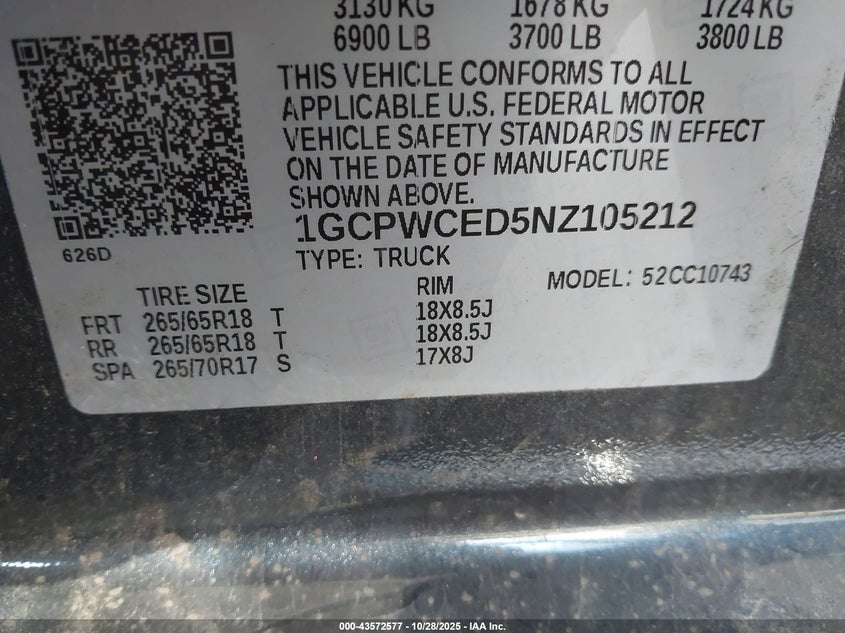 3130 KG 1678 KG 1724 KG
6900 LB 3700 LB 3800 LB
THIS VEHICLE CONFORMS TO ALL
APPLICABLE U.S. FEDERAL MOTOR
VEHICLE SAFETY STANDARDS IN EFFECT
ON THE DATE OF MANUFACTURE
SHOWN ABOVE.
1GCPWCED5NZ105212
626D
TYPE: TRUCK
MODEL: 52CC10743
TIRE SIZE RIM
FRT 265/65R18 T 18X8.5J
RR 265/65R18 T 18X8.5J
SPA 265/70R17 S 17X8J
000-43572577 - 10/28/2025 - IAA Inc.